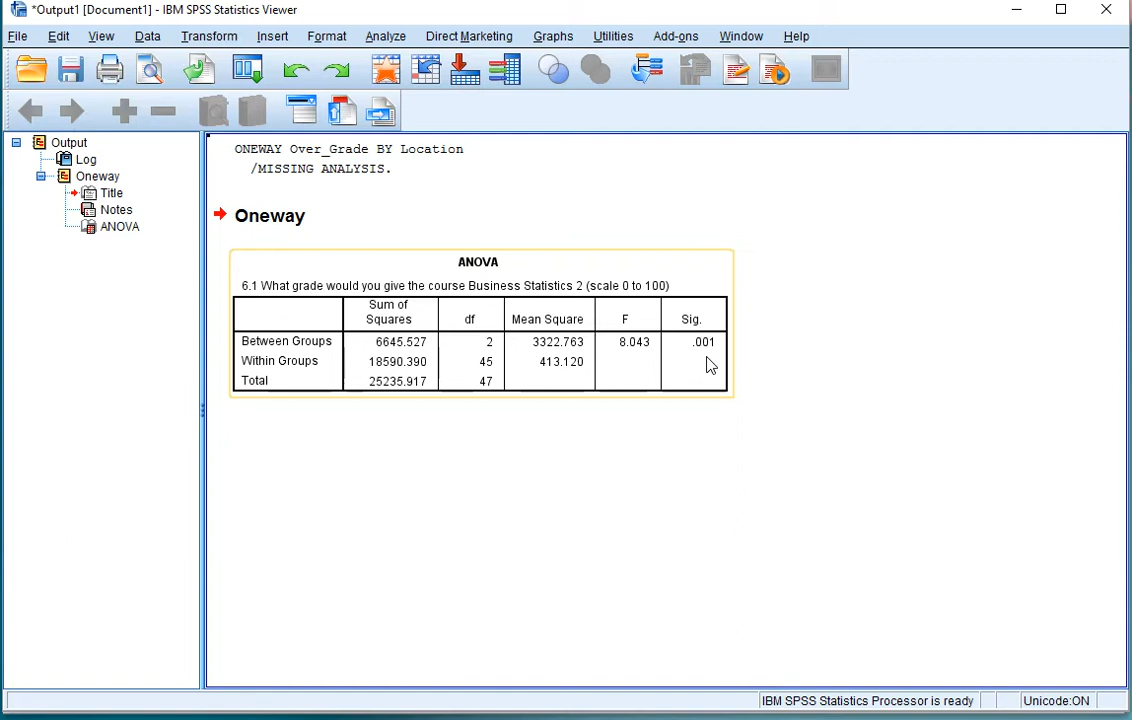 *Output1 [Document1] - IBM SPSS Statistics Viewer
File Edit View Data Transform Insert Format Analyze Direct Marketing Graphs Utilities Add-ons Window Help
Output
Log
Oneway
Title
Notes
ANOVA
ONEWAY Over_Grade BY Location
/MISSING ANALYSIS.
Oneway
ANOVA
6.1 What grade would you give the course Business Statistics 2 (scale 0 to 100)
Sum of Squares df Mean Square F Sig.
Between Groups 6645.527 2 3322.763 8.043 .001
Within Groups 18590.390 45 413.120
Total 25235.917 47
IBM SPSS Statistics Processor is ready Unicode:ON